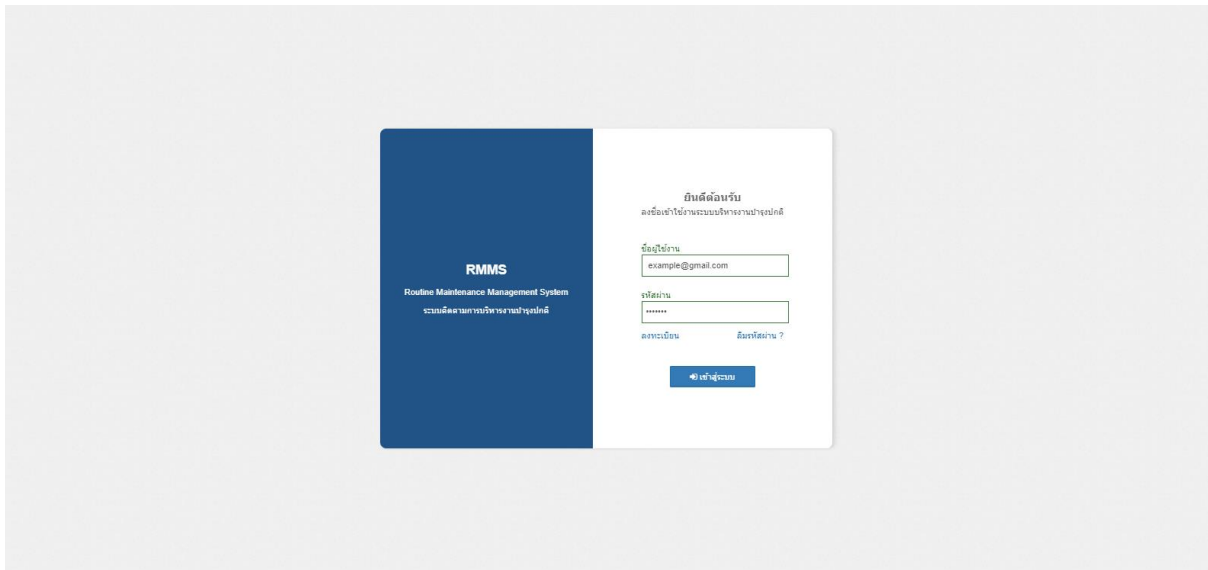 RMMS
Routine Maintenance Management System
ระบบติดตามการบริหารงานบำรุงปกติ
ยินดีต้อนรับ
ลงชื่อเข้าใช้งานระบบบริหารงานบำรุงปกติ
ชื่อผู้ใช้งาน
example@gmail.com
รหัสผ่าน
•••••••
ลงทะเบียน ลืมรหัสผ่าน ?
เข้าสู่ระบบ